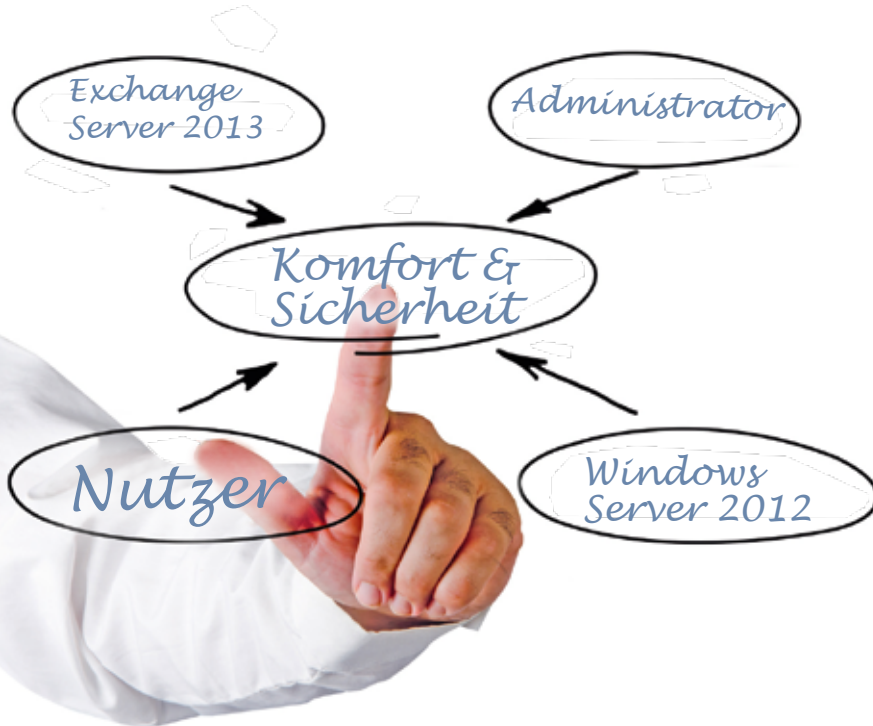 Exchange
Server 2013
Administrator
Komfort &
Sicherheit
Nutzer
Windows
Server 2012